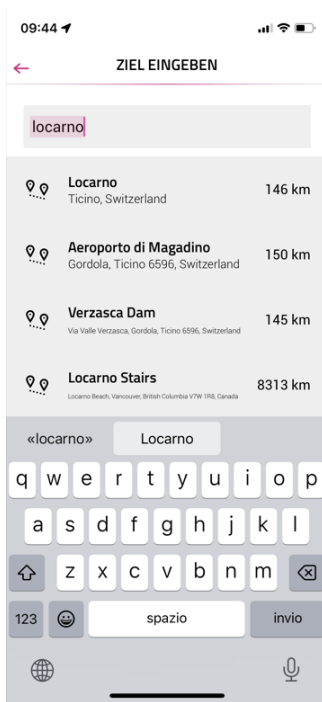 09:44
ZIEL EINGEBEN
locarno
Locarno
Ticino, Switzerland
146 km
Aeroporto di Magadino
Gordola, Ticino 6596, Switzerland
150 km
Verzasca Dam
Via Valle Verzasca, Gordola, Ticino 6596, Switzerland
145 km
Locarno Stairs
Locarno Beach, Vancouver, British Columbia V7W 1R8, Canada
8313 km
«locarno» Locarno
q w e r t y u i o p
a s d f g h j k l
z x c v b n m
123 spazio invio